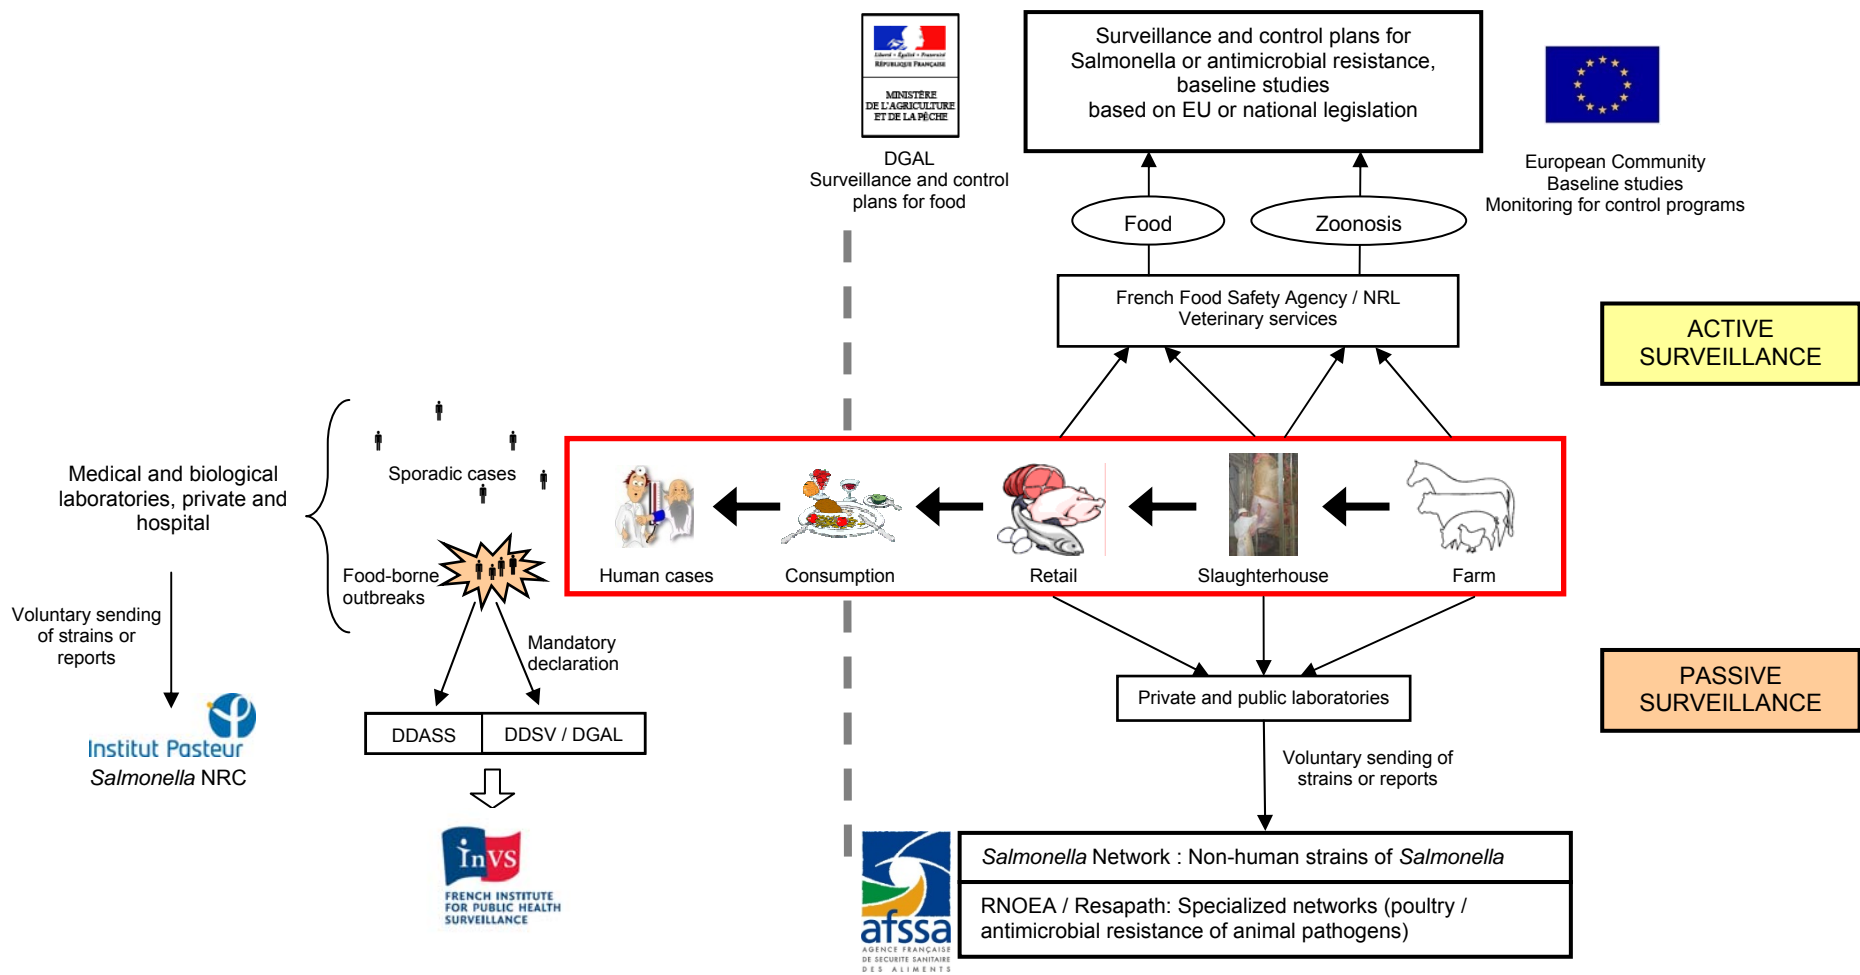 Liberté • Égalité • Fraternité
RÉPUBLIQUE FRANÇAISE
MINISTÈRE
DE L'AGRICULTURE
ET DE LA PÊCHE
DGAL
Surveillance and control
plans for food
Surveillance and control plans for
Salmonella or antimicrobial resistance,
baseline studies
based on EU or national legislation
European Community
Baseline studies
Monitoring for control programs
Food
Zoonosis
French Food Safety Agency / NRL
Veterinary services
ACTIVE
SURVEILLANCE
Medical and biological
laboratories, private and
hospital
Sporadic cases
Food-borne
outbreaks
Human cases
Consumption
Retail
Slaughterhouse
Farm
Voluntary sending
of strains or
reports
Mandatory
declaration
Private and public laboratories
PASSIVE
SURVEILLANCE
Institut Pasteur
Salmonella NRC
DDASS
DDSV / DGAL
Voluntary sending of
strains or reports
InVS
FRENCH INSTITUTE
FOR PUBLIC HEALTH
SURVEILLANCE
afssa
AGENCE FRANÇAISE
DE SECURITE SANITAIRE
DES ALIMENTS
Salmonella Network : Non-human strains of Salmonella
RNOEA / Resapath: Specialized networks (poultry /
antimicrobial resistance of animal pathogens)